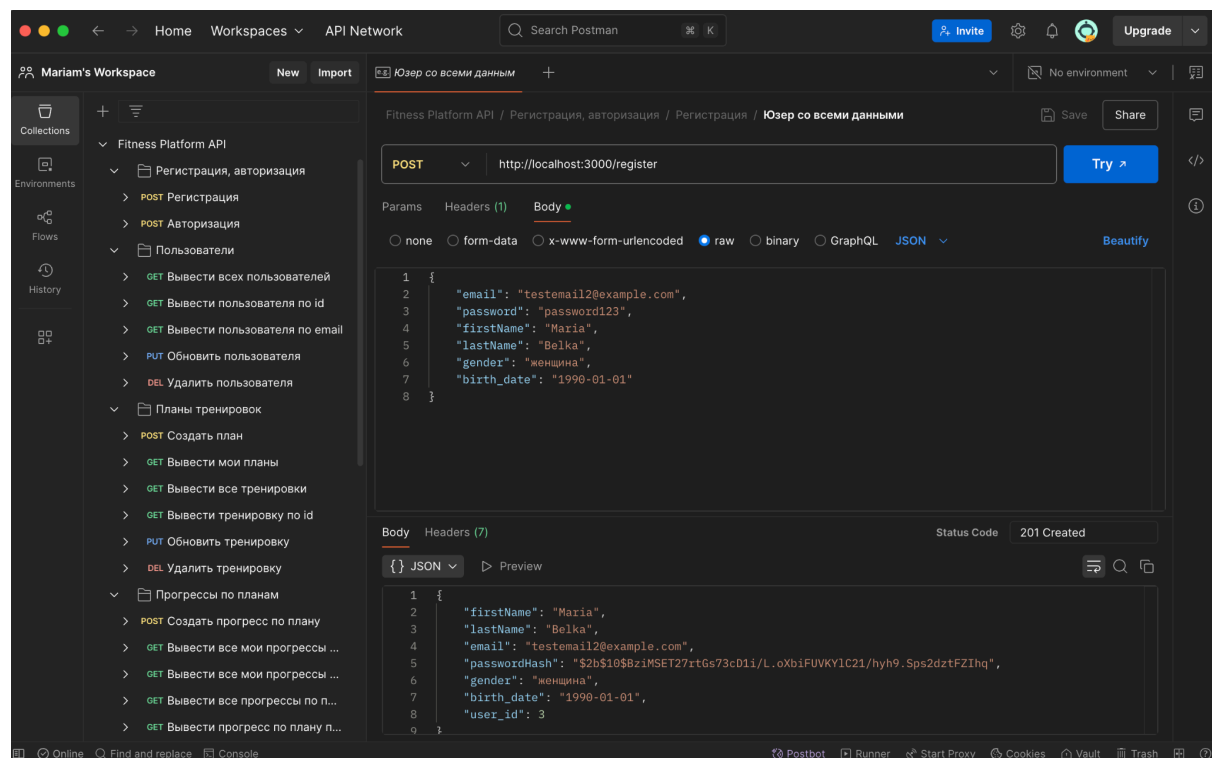 Home Workspaces API Network Search Postman ⌘ K Invite Upgrade
Mariam's Workspace New Import Юзер со всеми данным No environment
Collections
Environments
Flows
History
Fitness Platform API
Регистрация, авторизация
POST Регистрация
POST Авторизация
Пользователи
GET Вывести всех пользователей
GET Вывести пользователя по id
GET Вывести пользователя по email
PUT Обновить пользователя
DEL Удалить пользователя
Планы тренировок
POST Создать план
GET Вывести мои планы
GET Вывести все тренировки
GET Вывести тренировку по id
PUT Обновить тренировку
DEL Удалить тренировку
Прогрессы по планам
POST Создать прогресс по плану
GET Вывести все мои прогрессы ...
GET Вывести все мои прогрессы ...
GET Вывести все прогрессы по п...
GET Вывести прогресс по плану п...
Fitness Platform API / Регистрация, авторизация / Регистрация / Юзер со всеми данными Save Share
POST http://localhost:3000/register Try
Params Headers (1) Body
none form-data x-www-form-urlencoded raw binary GraphQL JSON Beautify
1 {
2 "email": "testemail2@example.com",
3 "password": "password123",
4 "firstName": "Maria",
5 "lastName": "Belka",
6 "gender": "женщина",
7 "birth_date": "1990-01-01"
8 }
Body Headers (7) Status Code 201 Created
{} JSON Preview
1 {
2 "firstName": "Maria",
3 "lastName": "Belka",
4 "email": "testemail2@example.com",
5 "passwordHash": "$2b$10$BziMSET27rtGs73cD1i/L.oXbiFUVKYlC21/hyh9.Sps2dztFZIhq",
6 "gender": "женщина",
7 "birth_date": "1990-01-01",
8 "user_id": 3
9 }
Online Find and replace Console Postbot Runner Start Proxy Cookies Vault Trash